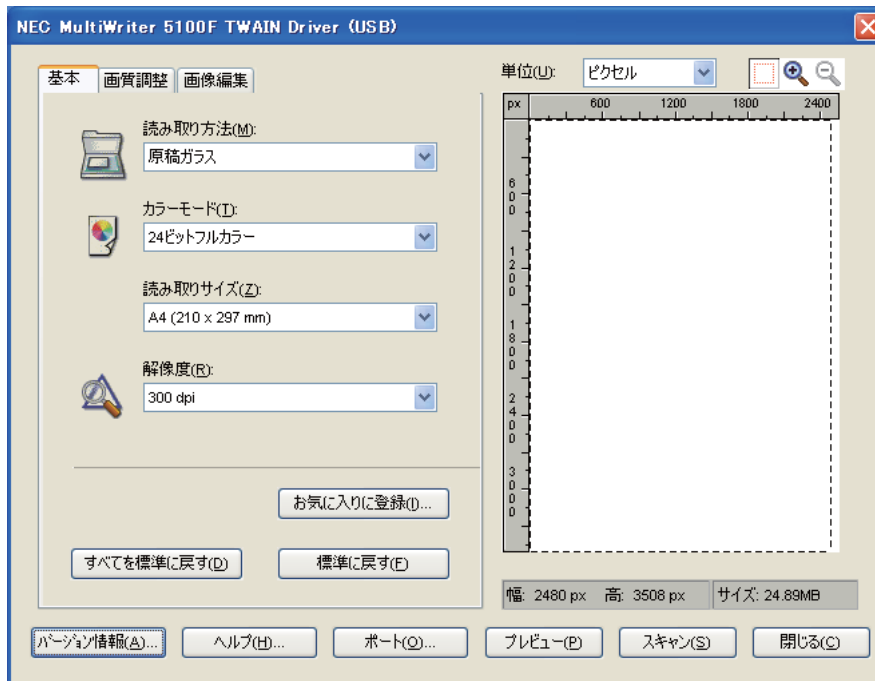 NEC MultiWriter 5100F TWAIN Driver (USB)
基本
画質調整
画像編集
読み取り方法(M):
原稿ガラス
カラーモード(T):
24ビットフルカラー
読み取りサイズ(Z):
A4 (210 x 297 mm)
解像度(R):
300 dpi
お気に入りに登録(I)...
すべてを標準に戻す(D)
標準に戻す(F)
単位(U):
ピクセル
px
600
1200
1800
2400
600
1200
1800
2400
3000
幅: 2480 px 高: 3508 px
サイズ: 24.89MB
バージョン情報(A)...
ヘルプ(H)...
ポート(O)...
プレビュー(P)
スキャン(S)
閉じる(C)